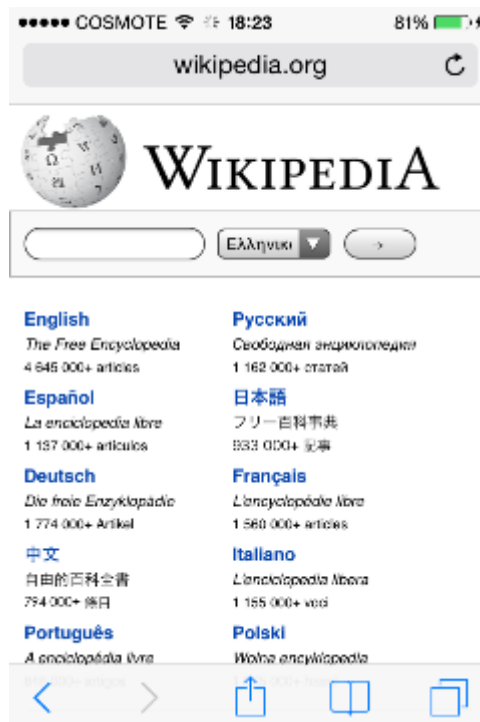 COSMOTE 18:23 81%
wikipedia.org
WIKIPEDIA
Ελληνικ
English
The Free Encyclopedia
4 645 000+ articles
Русский
Свободная энциклопедия
1 162 000+ статей
Español
La enciclopedia libre
1 137 000+ artículos
日本語
フリー百科事典
933 000+ 記事
Deutsch
Die freie Enzyklopädie
1 774 000+ Artikel
Français
L'encyclopédie libre
1 560 000+ articles
中文
自由的百科全書
794 000+ 條目
Italiano
L'enciclopedia libera
1 155 000+ voci
Português
A enciclopédia livre
Polski
Wolna encyklopedia